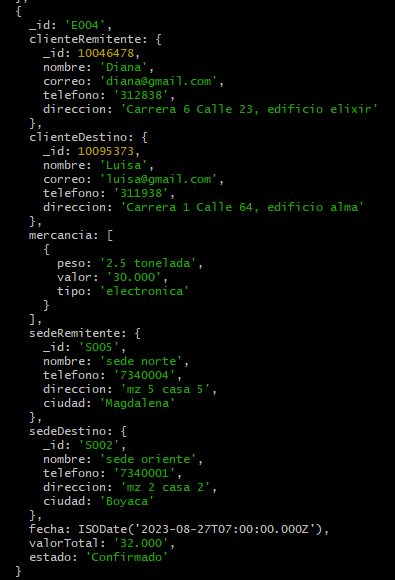 },
{
_id: 'E004',
clienteRemitente: {
_id: 10046478,
nombre: 'Diana',
correo: 'diana@gmail.com',
telefono: '312838',
direccion: 'Carrera 6 Calle 23, edificio elixir'
},
clienteDestino: {
_id: 10095373,
nombre: 'Luisa',
correo: 'luisa@gmail.com',
telefono: '311938',
direccion: 'Carrera 1 Calle 64, edificio alma'
},
mercancia: [
{
peso: '2.5 tonelada',
valor: '30.000',
tipo: 'electronica'
}
],
sedeRemitente: {
_id: 'S005',
nombre: 'sede norte',
telefono: '7340004',
direccion: 'mz 5 casa 5',
ciudad: 'Magdalena'
},
sedeDestino: {
_id: 'S002',
nombre: 'sede oriente',
telefono: '7340001',
direccion: 'mz 2 casa 2',
ciudad: 'Boyaca'
},
fecha: ISODate('2023-08-27T07:00:00.000Z'),
valorTotal: '32.000',
estado: 'Confirmado'
}